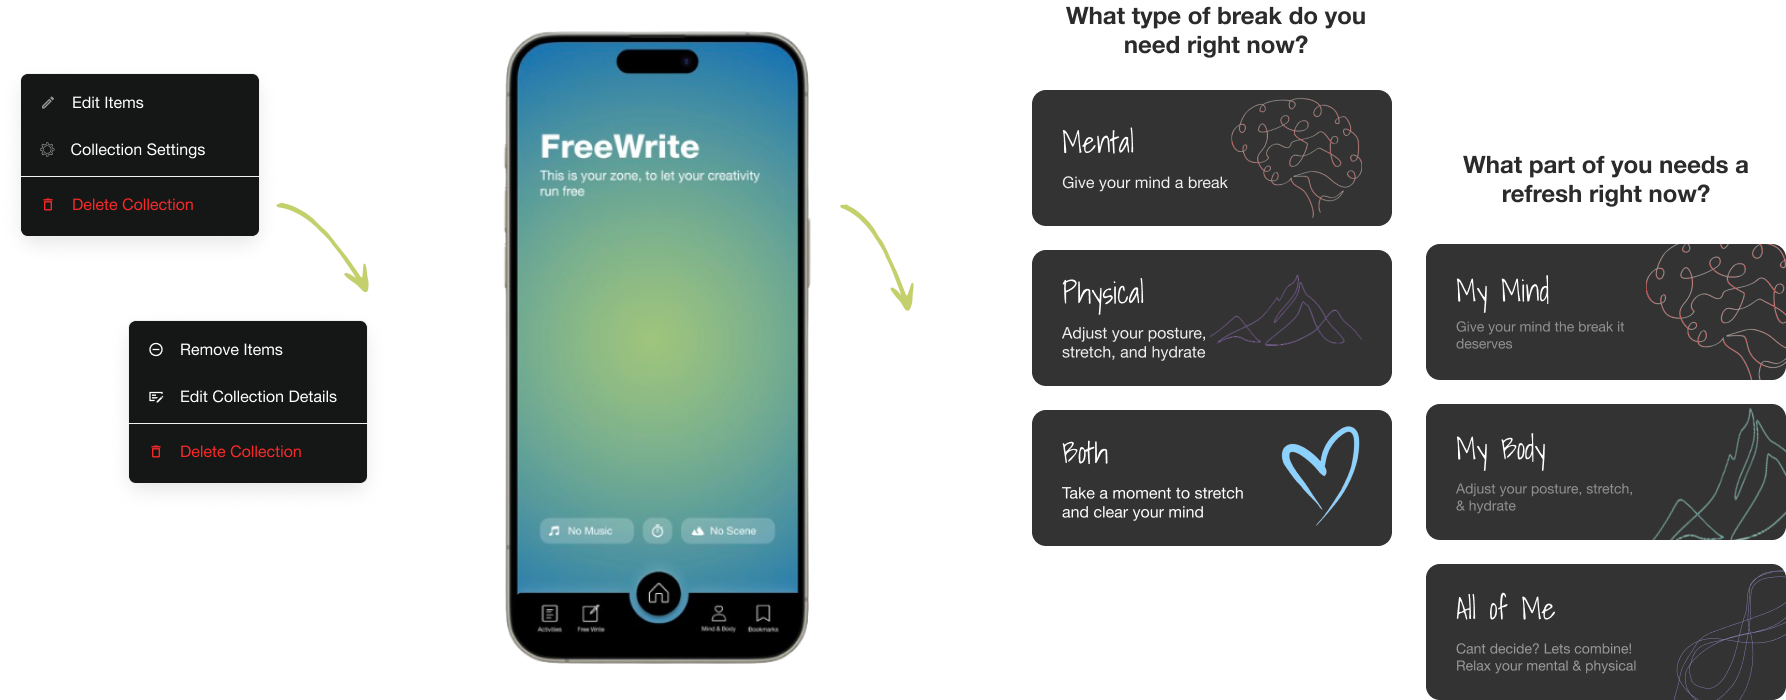 Edit Items
Collection Settings
Delete Collection
Remove Items
Edit Collection Details
Delete Collection
FreeWrite
This is your zone, to let your creativity
run free
No Music
No Scene
Activities
Free Write
Mind & Body
Bookmarks
What type of break do you
need right now?
Mental
Give your mind a break
Physical
Adjust your posture,
stretch, and hydrate
Both
Take a moment to stretch
and clear your mind
What part of you needs a
refresh right now?
My Mind
Give your mind the break it
deserves
My Body
Adjust your posture, stretch,
& hydrate
All of Me
Cant decide? Lets combine!
Relax your mental & physical